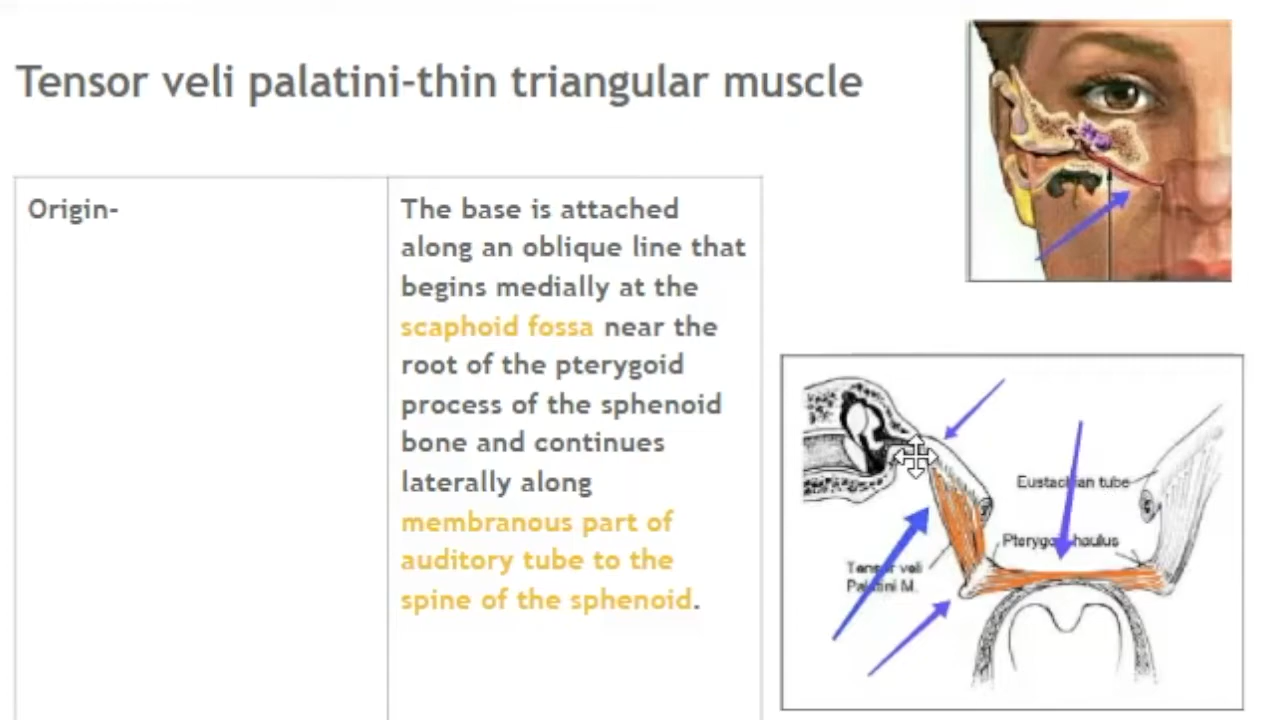 Tensor veli palatini-thin triangular muscle
Origin-
The base is attached
along an oblique line that
begins medially at the
scaphoid fossa near the
root of the pterygoid
process of the sphenoid
bone and continues
laterally along
membranous part of
auditory tube to the
spine of the sphenoid.
Eustachian tube
Tensor veli
Palatini M.